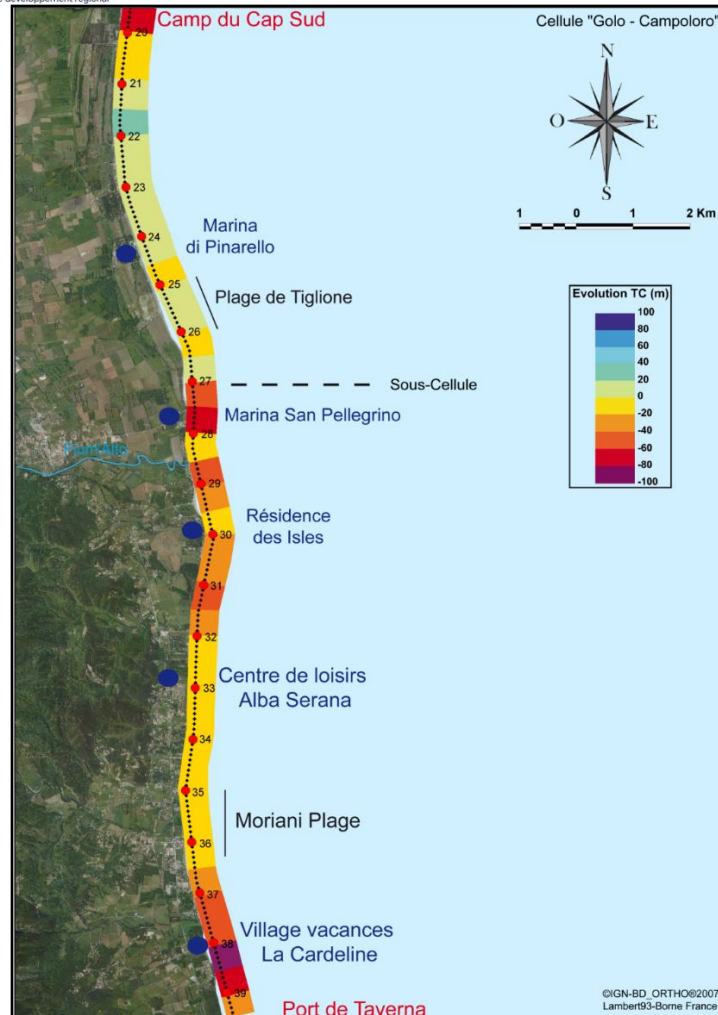 développement régional
Camp du Cap Sud
Cellule "Golo - Campoloro"
N
O
E
S
1 0 1 2 Km
20
21
22
23
24
Marina
di Pinarello
25
Plage de Tiglione
26
27
Sous-Cellule
Marina San Pellegrino
28
29
Résidence
des Isles
30
31
32
Centre de loisirs
Alba Serana
33
34
35
Moriani Plage
36
37
Village vacances
La Cardeline
38
39
Port de Taverna
Evolution TC (m)
100
80
60
40
20
0
-20
-40
-60
-80
-100
©IGN-BD_ORTHO®2007
Lambert93-Borne France